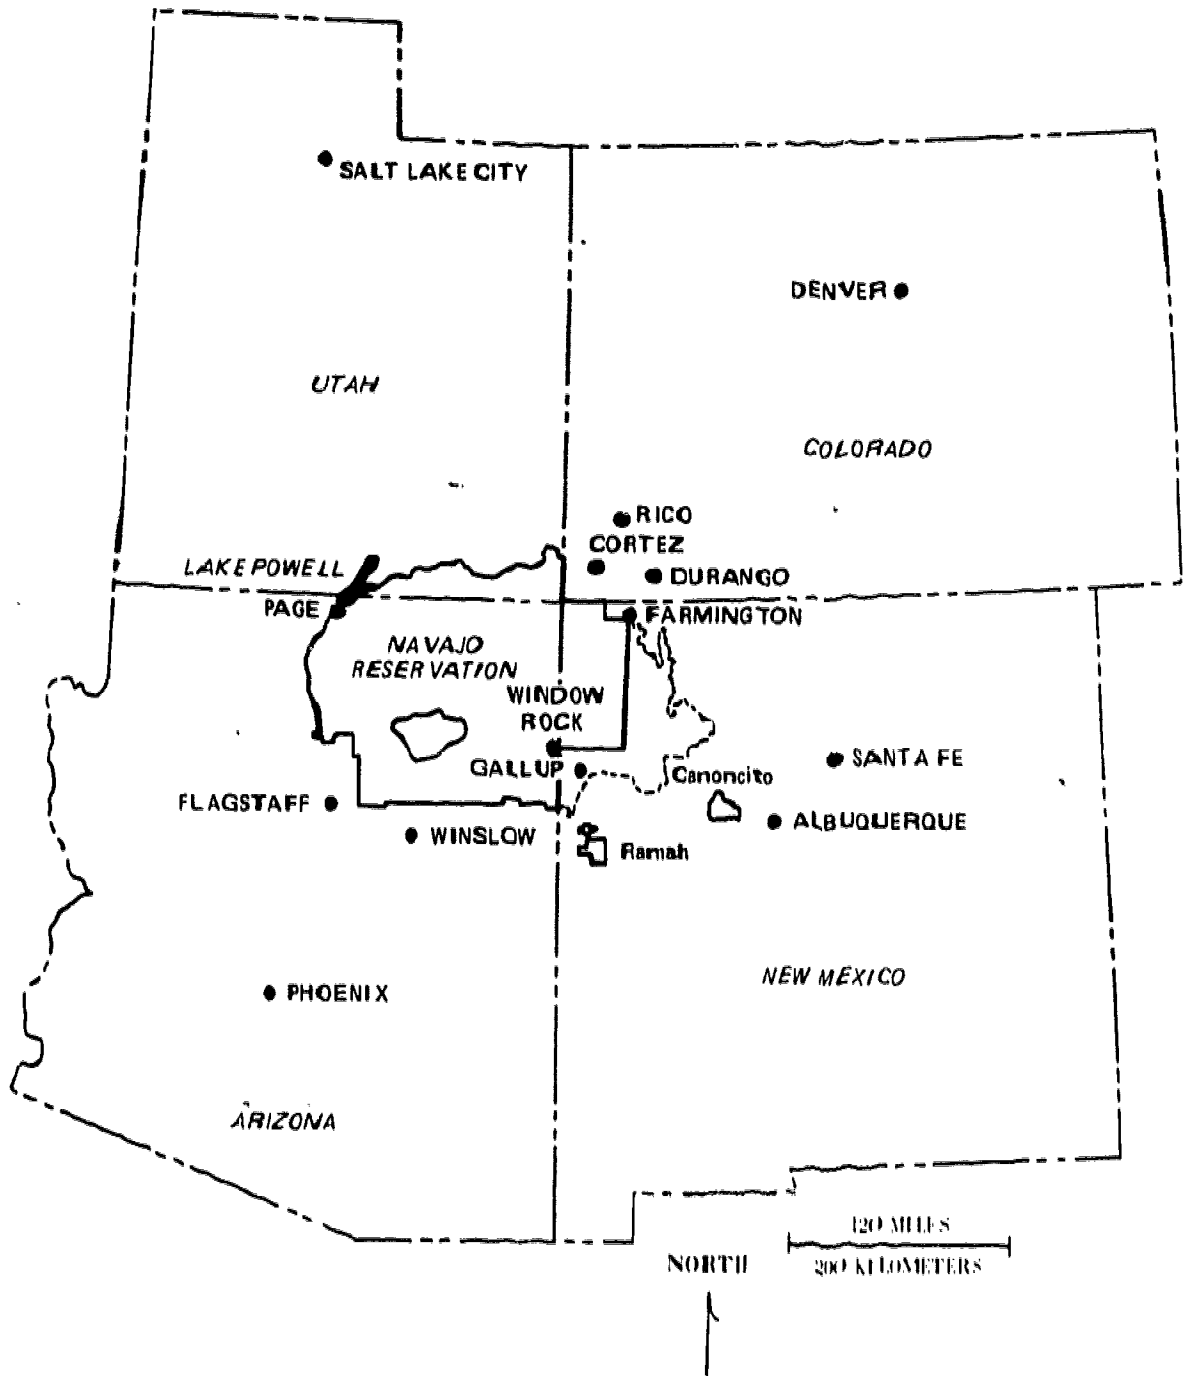 SALT LAKE CITY
DENVER
UTAH
COLORADO
RICO
CORTEZ
LAKE POWELL
DURANGO
PAGE
FARMINGTON
NAVAJO
RESERVATION
WINDOW
ROCK
GALLUP
Canoncito
SANTA FE
FLAGSTAFF
ALBUQUERQUE
WINSLOW
Ramah
NEW MEXICO
PHOENIX
ARIZONA
120 MILES
NORTH
200 KILOMETERS